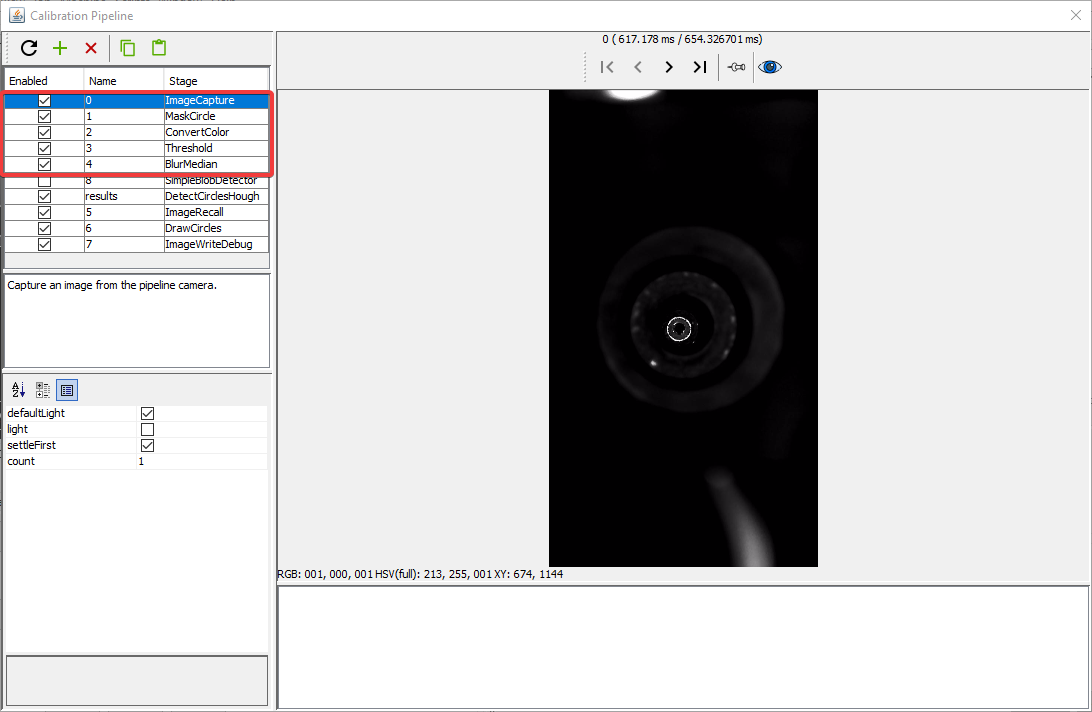 Calibration Pipeline
0 ( 617.178 ms / 654.326701 ms)
Enabled Name Stage
0 ImageCapture
1 MaskCircle
2 ConvertColor
3 Threshold
4 BlurMedian
8 SimpleBlobDetector
results DetectCirclesHough
5 ImageRecall
6 DrawCircles
7 ImageWriteDebug
Capture an image from the pipeline camera.
defaultLight
light
settleFirst
count 1
RGB: 001, 000, 001 HSV(full): 213, 255, 001 XY: 674, 1144